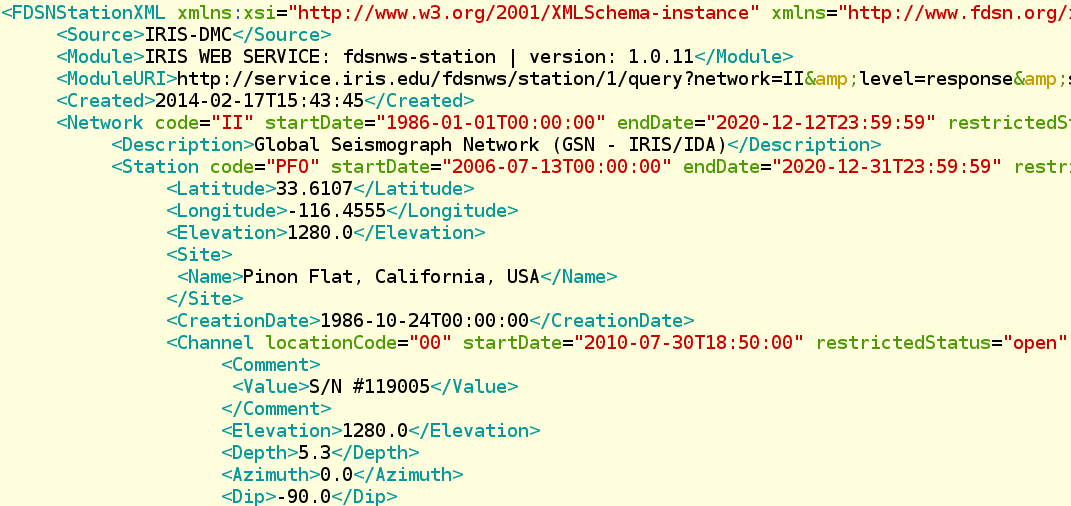 <FDSNStationXML xmlns:xsi="http://www.w3.org/2001/XMLSchema-instance" xmlns="http://www.fdsn.org/
<Source>IRIS-DMC</Source>
<Module>IRIS WEB SERVICE: fdsnws-station | version: 1.0.11</Module>
<ModuleURI>http://service.iris.edu/fdsnws/station/1/query?network=II&amp;level=response&amp;
<Created>2014-02-17T15:43:45</Created>
<Network code="II" startDate="1986-01-01T00:00:00" endDate="2020-12-12T23:59:59" restrictedSt
<Description>Global Seismograph Network (GSN - IRIS/IDA)</Description>
<Station code="PFO" startDate="2006-07-13T00:00:00" endDate="2020-12-31T23:59:59" restri
<Latitude>33.6107</Latitude>
<Longitude>-116.4555</Longitude>
<Elevation>1280.0</Elevation>
<Site>
<Name>Pinon Flat, California, USA</Name>
</Site>
<CreationDate>1986-10-24T00:00:00</CreationDate>
<Channel locationCode="00" startDate="2010-07-30T18:50:00" restrictedStatus="open"
<Comment>
<Value>S/N #119005</Value>
</Comment>
<Elevation>1280.0</Elevation>
<Depth>5.3</Depth>
<Azimuth>0.0</Azimuth>
<Dip>-90.0</Dip>